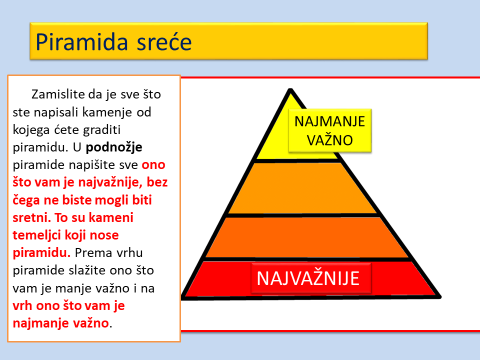 Piramida sreće
Zamislite da je sve što
ste napisali kamenje od
kojega ćete graditi
piramidu. U podnožje
piramide napišite sve ono
što vam je najvažnije, bez
čega ne biste mogli biti
sretni. To su kameni
temeljci koji nose
piramidu. Prema vrhu
piramide slažite ono što
vam je manje važno i na
vrh ono što vam je
najmanje važno.
NAJMANJE
VAŽNO
NAJVAŽNIJE